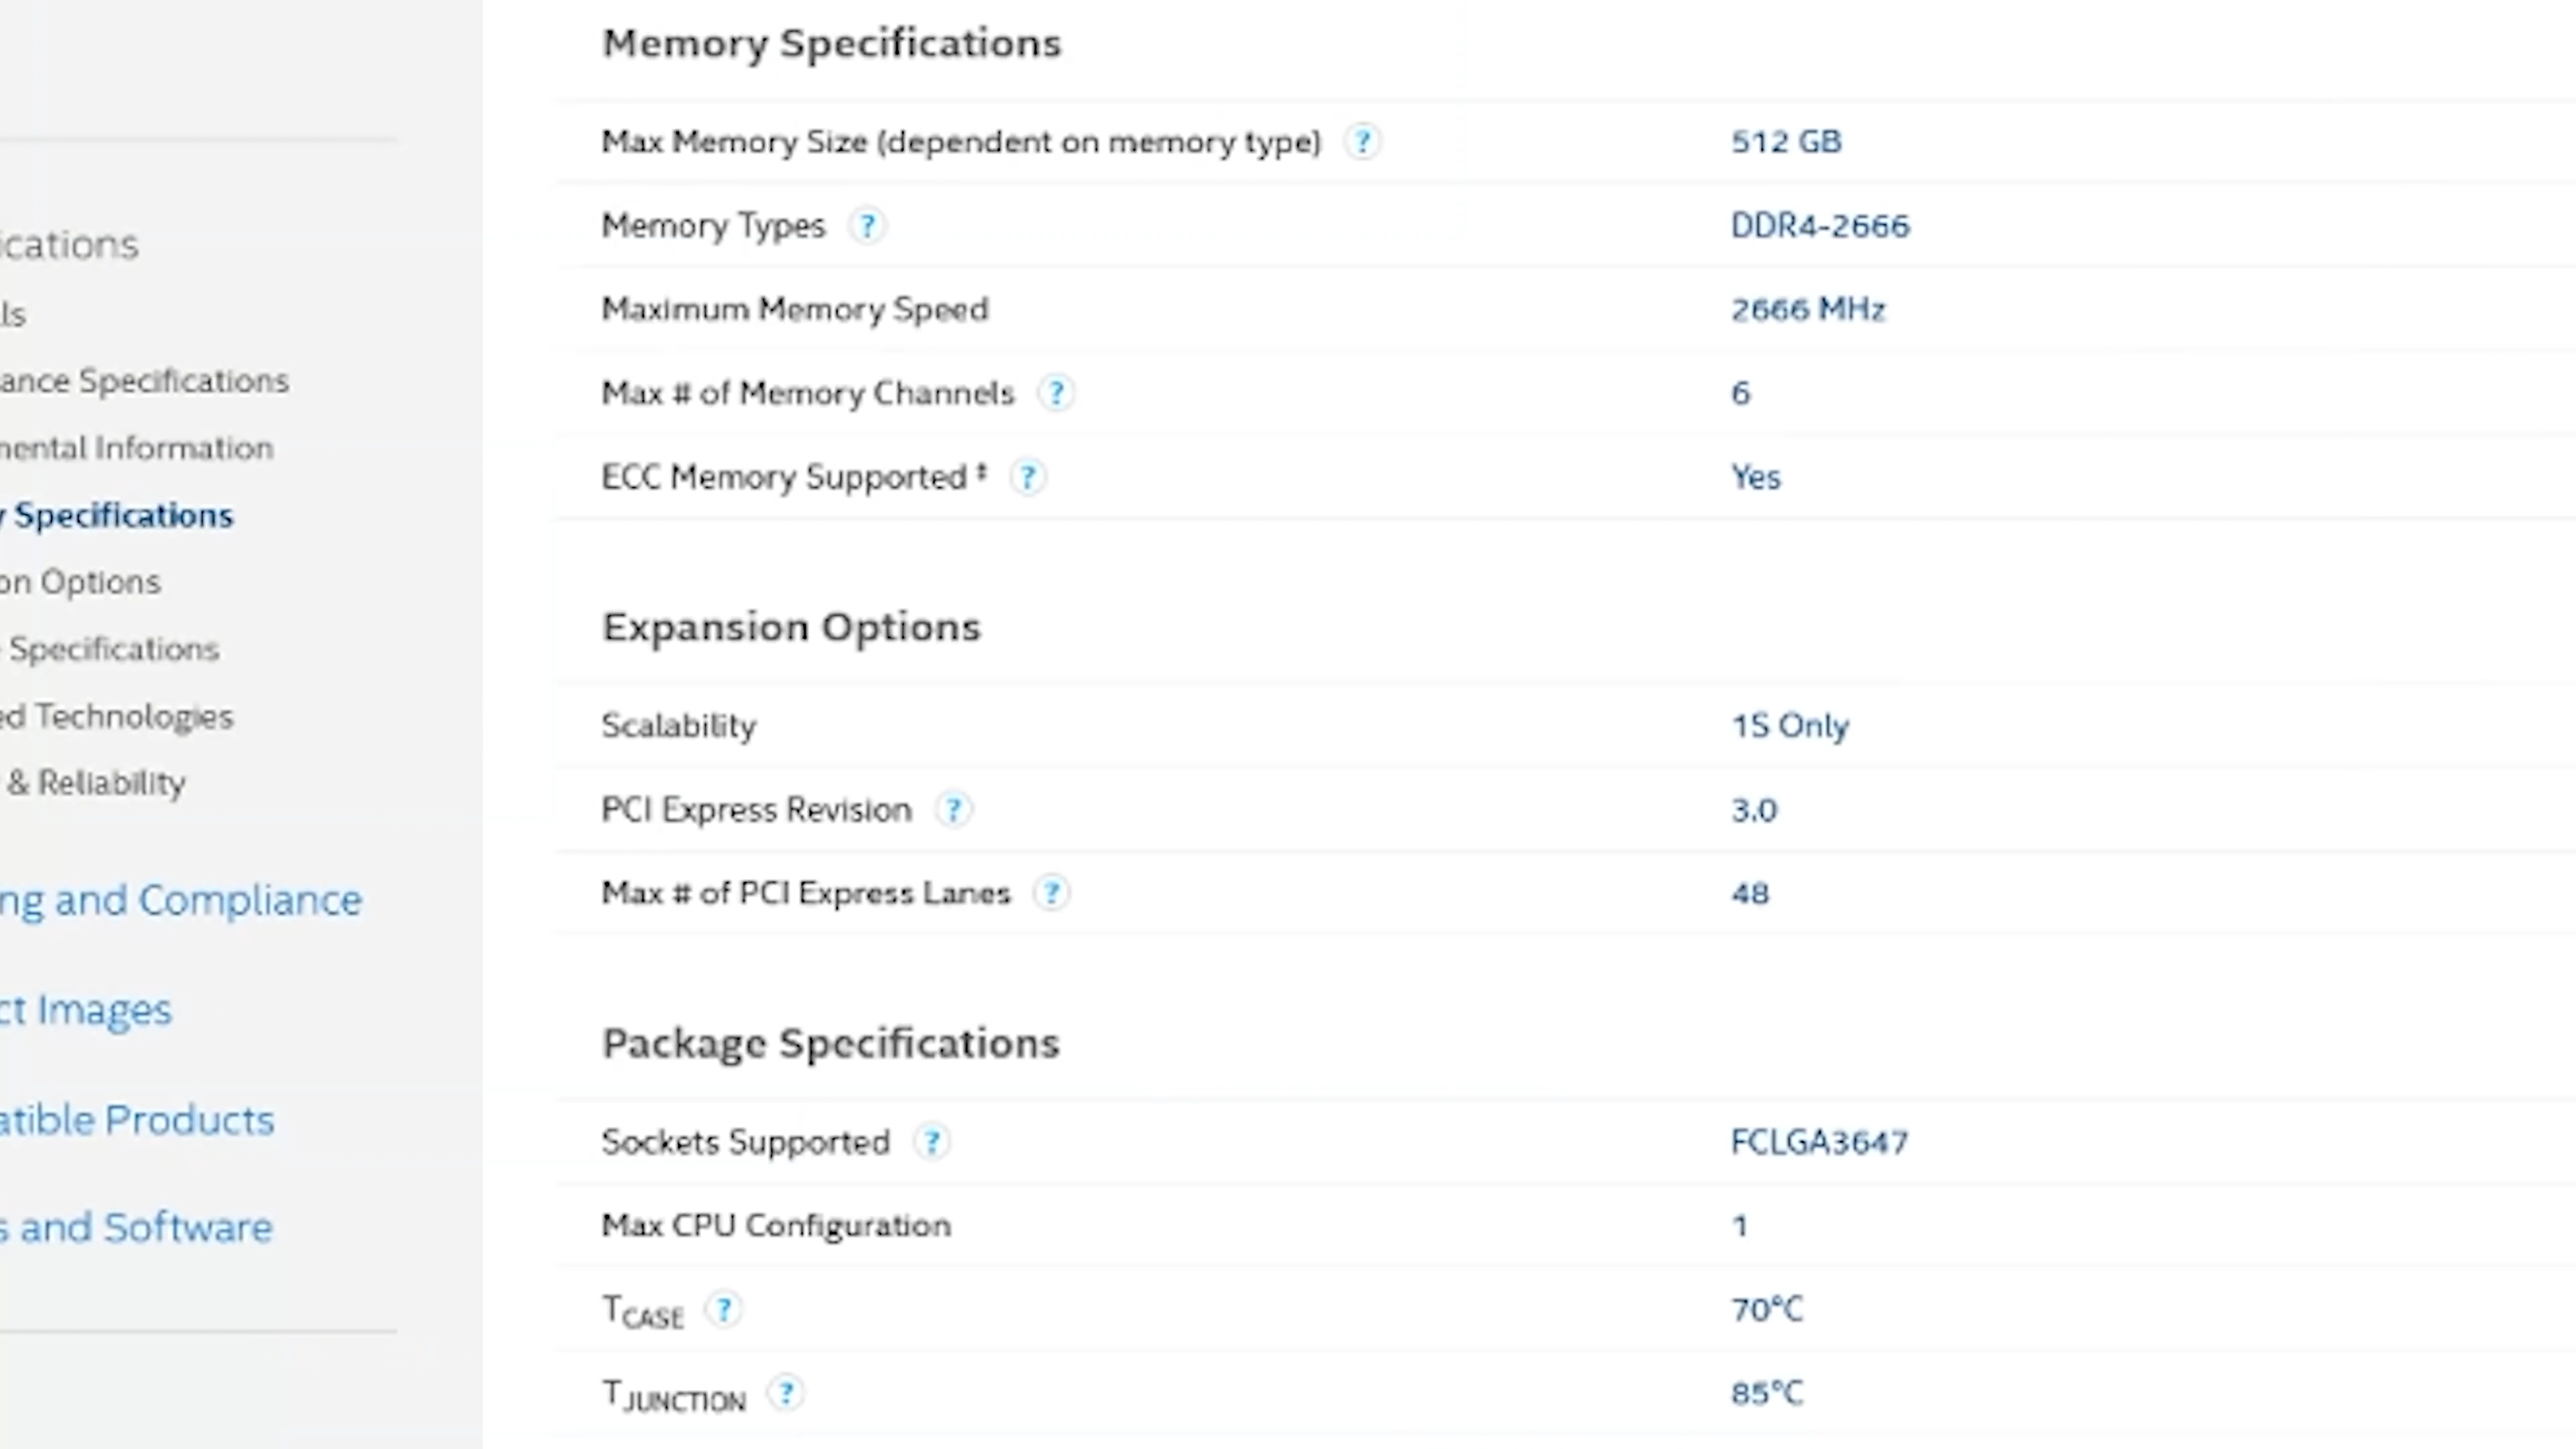 Memory Specifications
Max Memory Size (dependent on memory type) ? 512 GB
Memory Types ? DDR4-2666
Maximum Memory Speed 2666 MHz
Max # of Memory Channels ? 6
ECC Memory Supported ‡ ? Yes
Expansion Options
Scalability 1S Only
PCI Express Revision ? 3.0
Max # of PCI Express Lanes ? 48
Package Specifications
Sockets Supported ? FCLGA3647
Max CPU Configuration 1
TCASE ? 70°C
TJUNCTION ? 85°C
ications
ls
ance Specifications
mental Information
y Specifications
on Options
Specifications
ed Technologies
& Reliability
ng and Compliance
ct Images
atible Products
s and Software